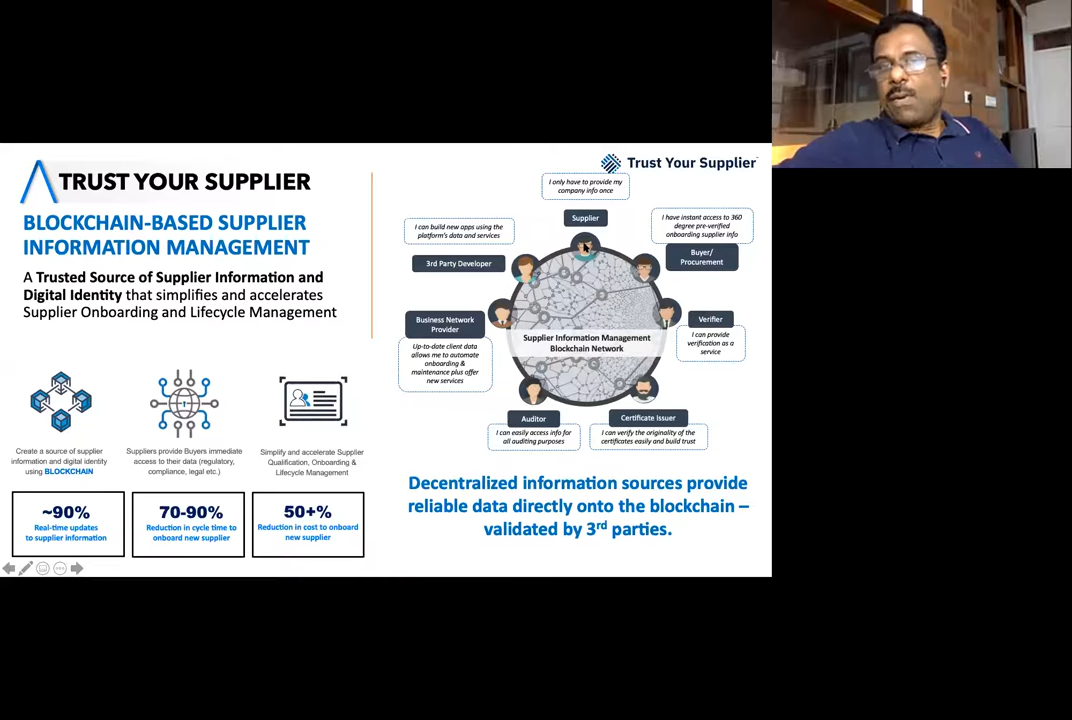 TRUST YOUR SUPPLIER
BLOCKCHAIN-BASED SUPPLIER
INFORMATION MANAGEMENT
A Trusted Source of Supplier Information and
Digital Identity that simplifies and accelerates
Supplier Onboarding and Lifecycle Management
Create a source of supplier
information and digital identity
using BLOCKCHAIN
Suppliers provide Buyers immediate
access to their data (regulatory,
compliance, legal etc.)
Simplify and accelerate Supplier
Qualification, Onboarding &
Lifecycle Management
~90%
Real-time updates
to supplier information
70-90%
Reduction in cycle time to
onboard new supplier
50+%
Reduction in cost to onboard
new supplier
Trust Your Supplier
I only have to provide my
company info once
Supplier
I have instant access to 360
degree pre-verified
onboarding supplier info
Buyer/
Procurement
I can build new apps using the
platform's data and services
3rd Party Developer
Business Network
Provider
Up-to-date client data
allows me to automate
onboarding &
maintenance plus offer
new services
Verifier
I can provide
verification as a
service
Supplier Information Management
Blockchain Network
Auditor
I can easily access info for
all auditing purposes
Certificate Issuer
I can verify the originality of the
certificates easily and build trust
Decentralized information sources provide
reliable data directly onto the blockchain –
validated by 3rd parties.